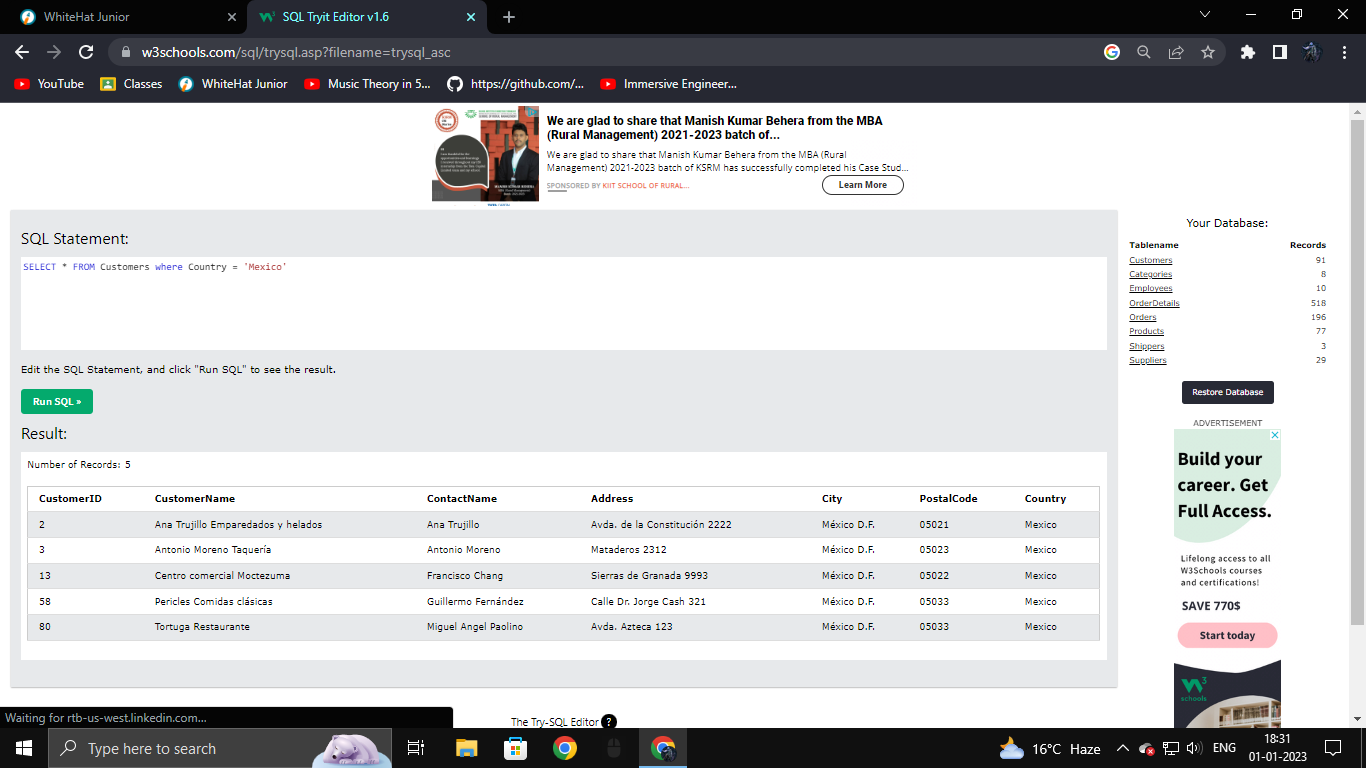 WhiteHat Junior
SQL Tryit Editor v1.6
w3schools.com/sql/trysql.asp?filename=trysql_asc
YouTube
Classes
WhiteHat Junior
Music Theory in 5...
https://github.com/...
Immersive Engineer...
We are glad to share that Manish Kumar Behera from the MBA
(Rural Management) 2021-2023 batch of...
We are glad to share that Manish Kumar Behera from the MBA (Rural
Management) 2021-2023 batch of KSRM has successfully completed his Case Stud...
SPONSORED BY KIIT SCHOOL OF RURAL...
Learn More
SQL Statement:
SELECT * FROM Customers where Country = 'Mexico'
Edit the SQL Statement, and click "Run SQL" to see the result.
Run SQL »
Result:
Number of Records: 5
CustomerID CustomerName ContactName Address City PostalCode Country
2 Ana Trujillo Emparedados y helados Ana Trujillo Avda. de la Constitución 2222 México D.F. 05021 Mexico
3 Antonio Moreno Taquería Antonio Moreno Mataderos 2312 México D.F. 05023 Mexico
13 Centro comercial Moctezuma Francisco Chang Sierras de Granada 9993 México D.F. 05022 Mexico
58 Pericles Comidas clásicas Guillermo Fernández Calle Dr. Jorge Cash 321 México D.F. 05033 Mexico
80 Tortuga Restaurante Miguel Angel Paolino Avda. Azteca 123 México D.F. 05033 Mexico
Your Database:
Tablename Records
Customers 91
Categories 8
Employees 10
OrderDetails 518
Orders 196
Products 77
Shippers 3
Suppliers 29
Restore Database
ADVERTISEMENT
Build your
career. Get
Full Access.
Lifelong access to all
W3Schools courses
and certifications!
SAVE 770$
Start today
3
schools
Waiting for rtb-us-west.linkedin.com...
The Try-SQL Editor ?
Type here to search
16°C Haze
ENG
18:31
01-01-2023